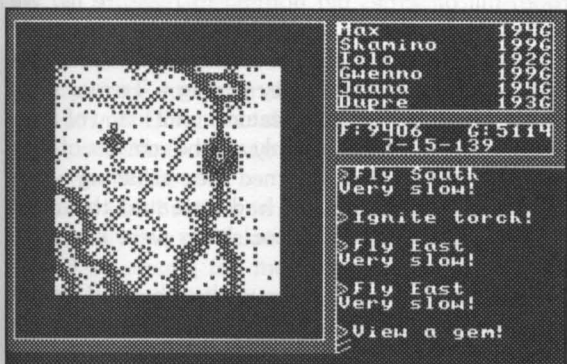 Max 194G
Shamino 199G
Iolo 192G
Gwenno 199G
Jaana 194G
Dupre 193G
F:9406 G:5114
7-15-139
Fly South
Very slow!
Ignite torch!
Fly East
Very slow!
Fly East
Very slow!
View a gem!